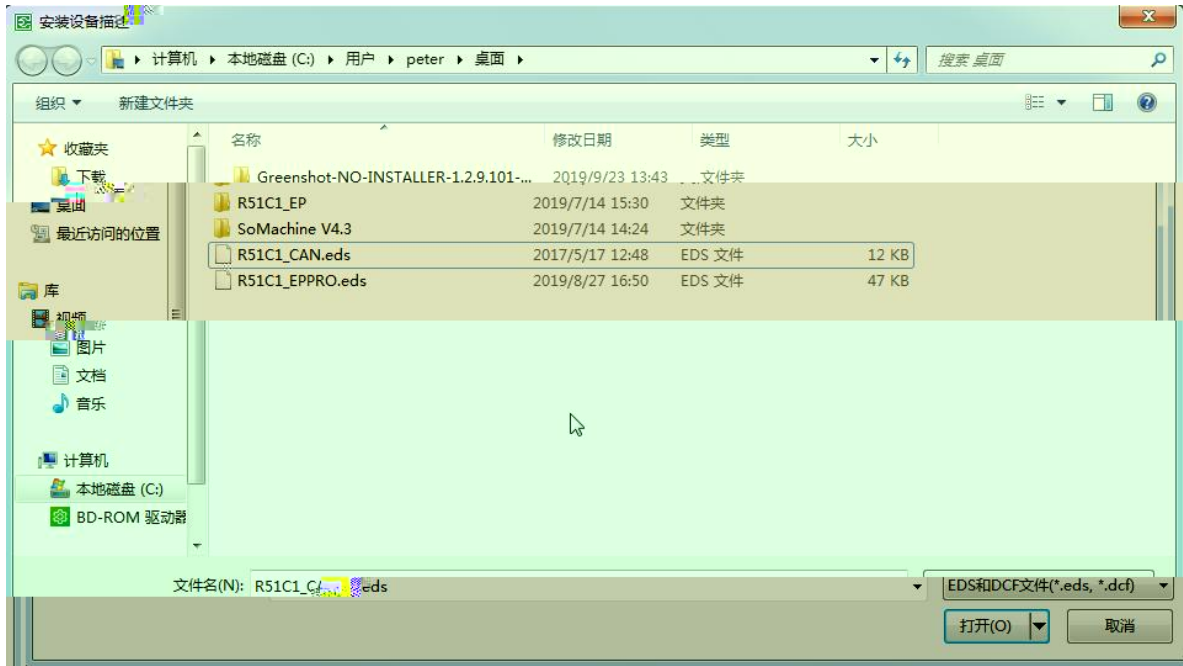 安装设备描述
计算机 本地磁盘 (C:) 用户 peter 桌面
搜索 桌面
组织 新建文件夹
收藏夹
下载
桌面
最近访问的位置
库
视频
图片
文档
音乐
计算机
本地磁盘 (C:)
BD-ROM 驱动器
名称 修改日期 类型 大小
Greenshot-NO-INSTALLER-1.2.9.101-... 2019/9/23 13:43 文件夹
R51C1_EP 2019/7/14 15:30 文件夹
SoMachine V4.3 2019/7/14 14:24 文件夹
R51C1_CAN.eds 2017/5/17 12:48 EDS 文件 12 KB
R51C1_EPPRO.eds 2019/8/27 16:50 EDS 文件 47 KB
文件名(N): eds
EDS和DCF文件(*.eds, *.dcf)
打开(O) 取消